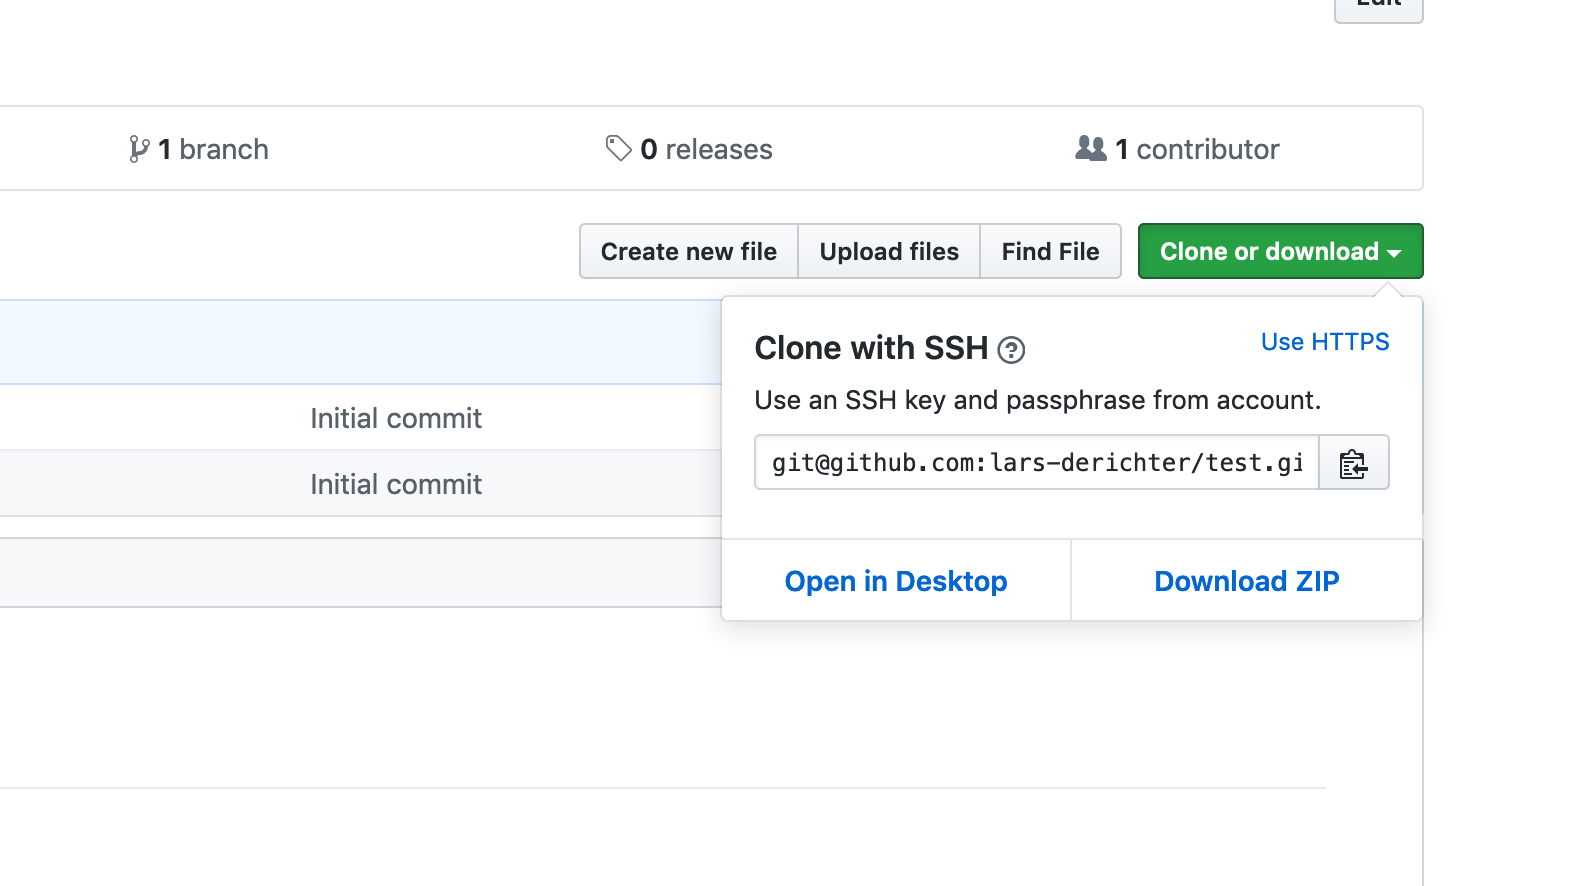 Edit
1 branch
0 releases
1 contributor
Create new file
Upload files
Find File
Clone or download
Clone with SSH
Use HTTPS
Use an SSH key and passphrase from account.
git@github.com:lars-derichter/test.gi
Initial commit
Initial commit
Open in Desktop
Download ZIP